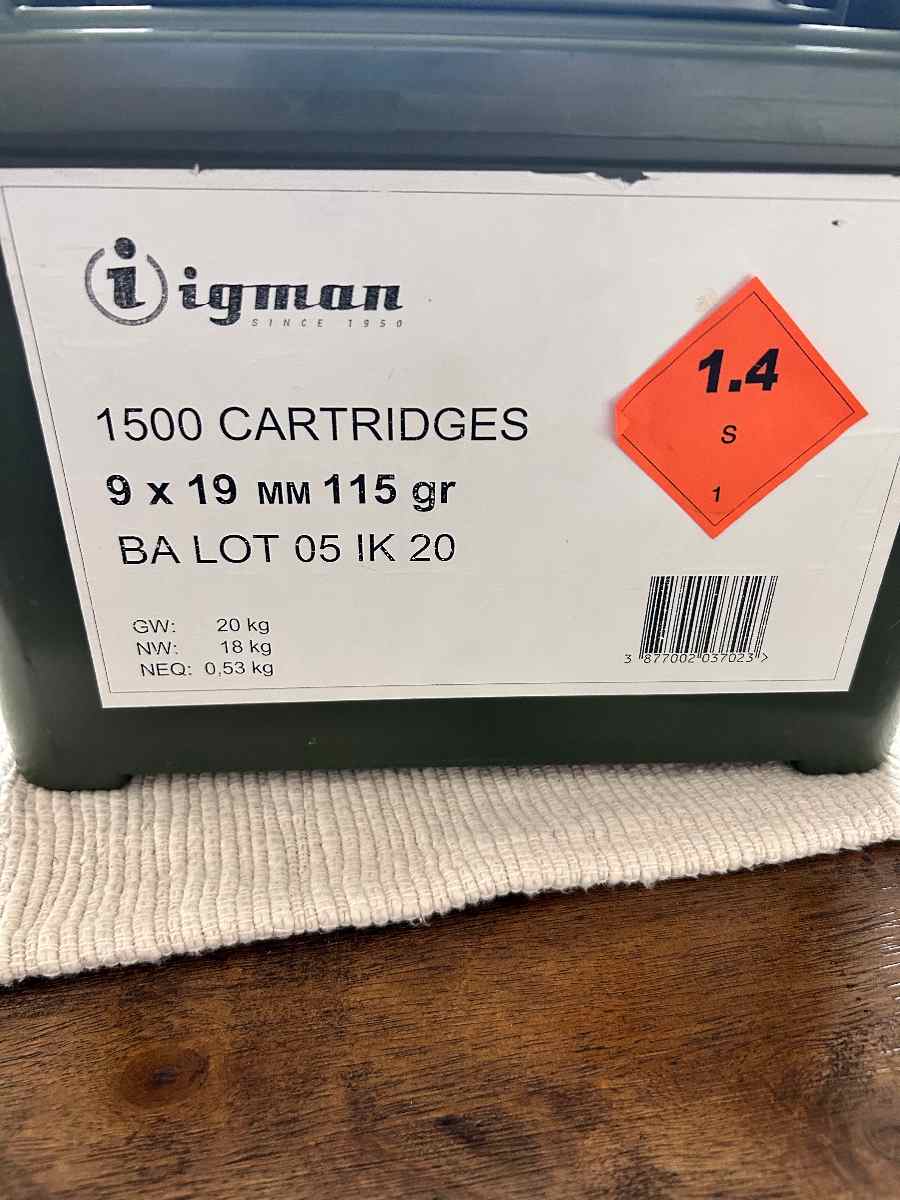 i igman
SINCE 1950
1500 CARTRIDGES
9 x 19 MM 115 gr
BA LOT 05 IK 20
GW: 20 kg
NW: 18 kg
NEQ: 0,53 kg
1.4
S
1
3 877002 037023 >